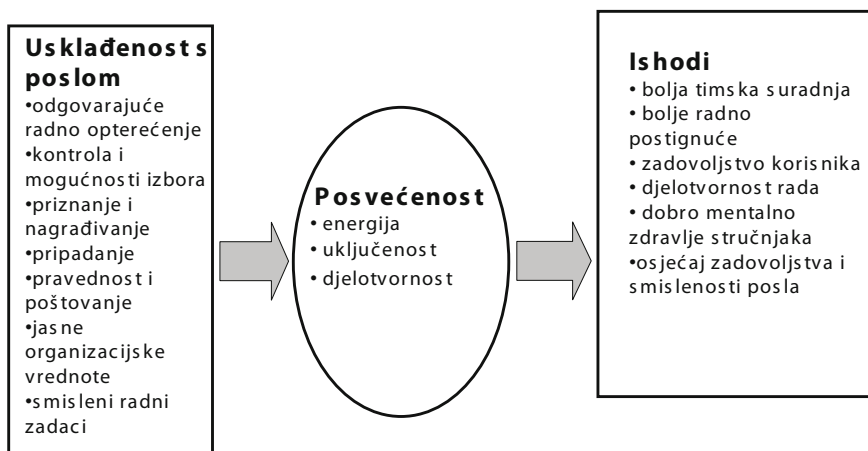 Usklađenost s
poslom
•odgovarajuće
radno opterećenje
•kontrola i
mogućnosti izbora
•priznanje i
nagrađivanje
•pripadanje
•pravednost i
poštovanje
•jasne
organizacijske
vrednote
•smisleni radni
zadaci
Posvećenost
• energija
• uključenost
• djelotvornost
Ishodi
• bolja timska suradnja
• bolje radno
postignuće
• zadovoljstvo korisnika
• djelotvornost rada
• dobro mentalno
zdravlje stručnjaka
•osjećaj zadovoljstva i
smislenosti posla